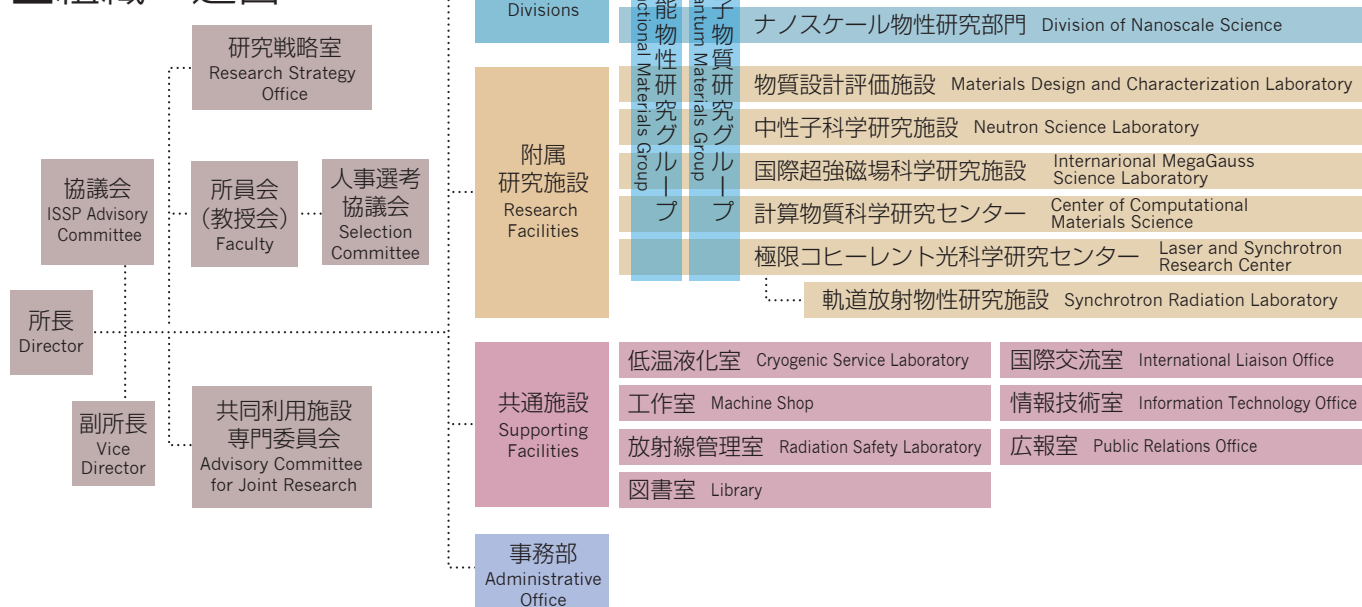 Divisions
ナノスケール物性研究部門 Division of Nanoscale Science
能物性研究グループ
ctional Materials Group
子物質研究グループ
antum Materials Group
研究戦略室
Research Strategy
Office
協議会
ISSP Advisory
Committee
所員会
(教授会)
Faculty
人事選考
協議会
Selection
Committee
所長
Director
副所長
Vice
Director
共同利用施設
専門委員会
Advisory Committee
for Joint Research
附属
研究施設
Research
Facilities
物質設計評価施設 Materials Design and Characterization Laboratory
中性子科学研究施設 Neutron Science Laboratory
国際超強磁場科学研究施設 Internarional MegaGauss
Science Laboratory
計算物質科学研究センター Center of Computational
Materials Science
極限コヒーレント光科学研究センター Laser and Synchrotron
Research Center
軌道放射物性研究施設 Synchrotron Radiation Laboratory
共通施設
Supporting
Facilities
低温液化室 Cryogenic Service Laboratory
国際交流室 International Liaison Office
工作室 Machine Shop
情報技術室 Information Technology Office
放射線管理室 Radiation Safety Laboratory
広報室 Public Relations Office
図書室 Library
事務部
Administrative
Office